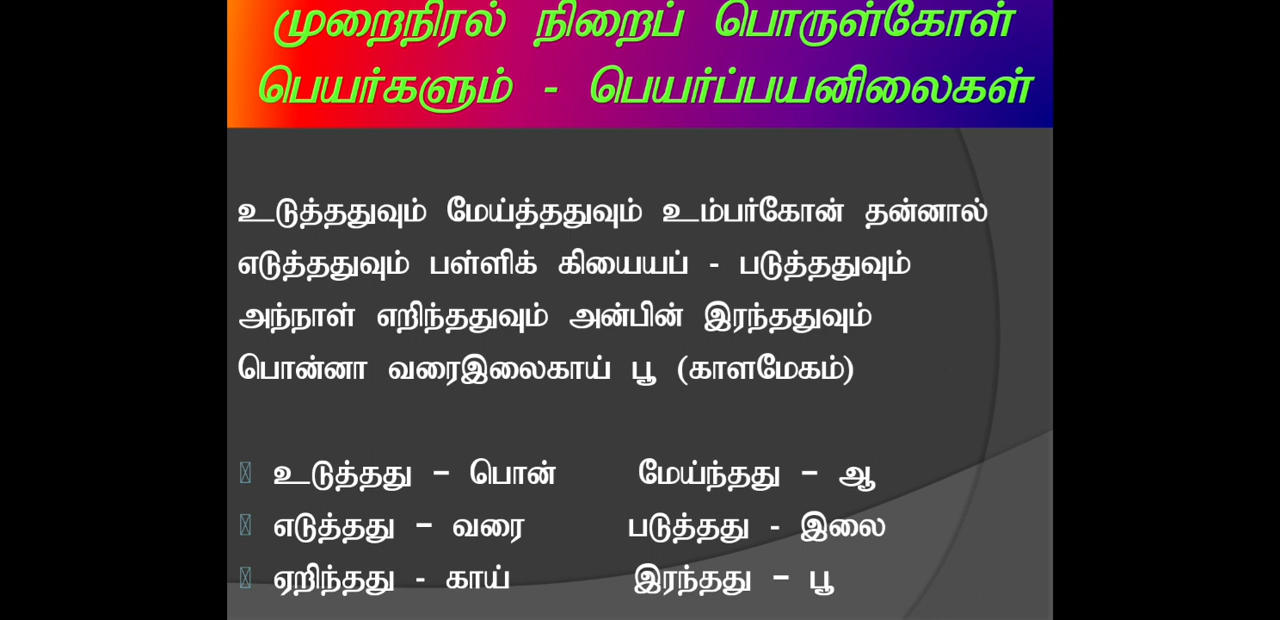 முறைநிரல் நிறைப் பொருள்கோள்
பெயர்களும் - பெயர்ப்பயனிலைகள்
உடுத்ததுவும் மேய்த்ததுவும் உம்பர்கோன் தன்னால்
எடுத்ததுவும் பள்ளிக் கியையப் - படுத்ததுவும்
அந்நாள் எறிந்ததுவும் அன்பின் இரந்ததுவும்
பொன்னா வரைஇலைகாய் பூ (காளமேகம்)
உடுத்தது – பொன் மேய்ந்தது – ஆ
எடுத்தது – வரை படுத்தது - இலை
ஏறிந்தது - காய் இரந்தது – பூ